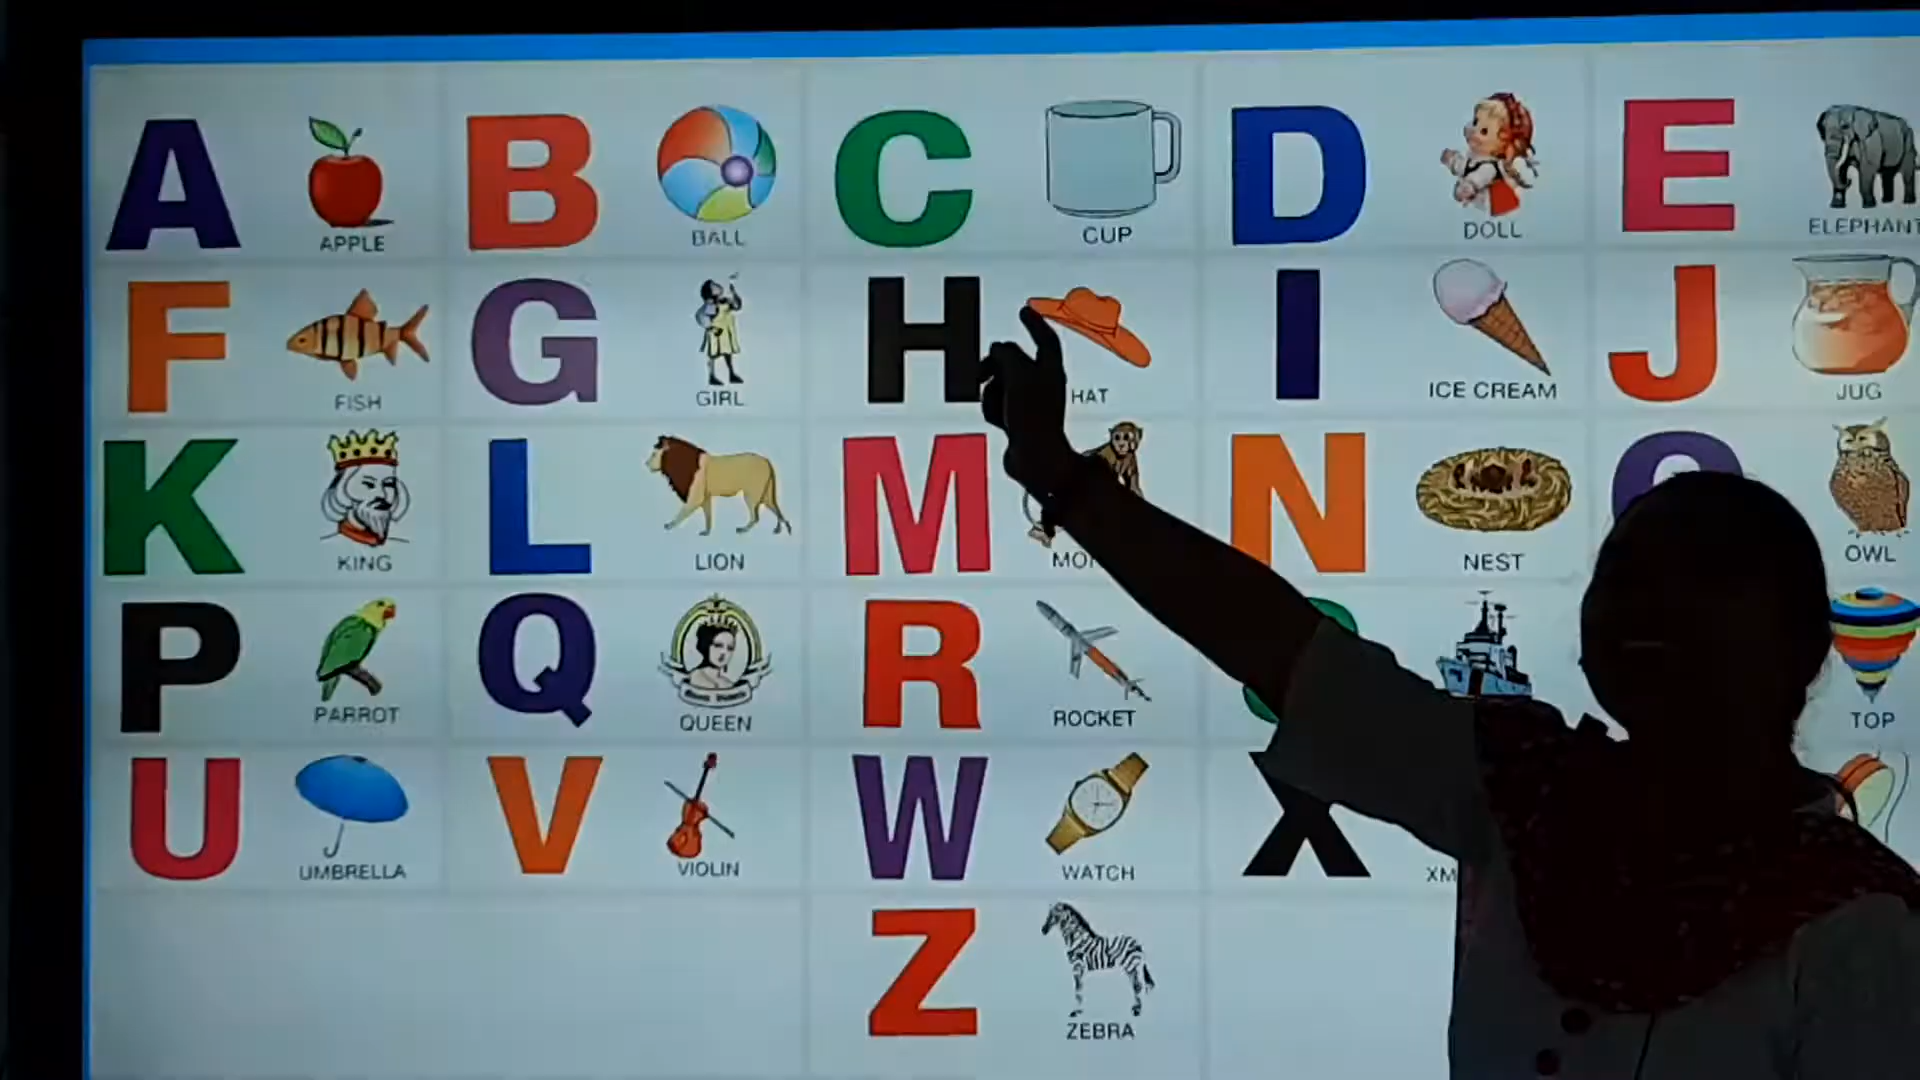 A APPLE B BALL C CUP D DOLL E ELEPHANT
F FISH G GIRL H HAT I ICE CREAM J JUG
K KING L LION M N NEST OWL
P PARROT Q QUEEN R ROCKET TOP
U UMBRELLA V VIOLIN W WATCH X
Z ZEBRA